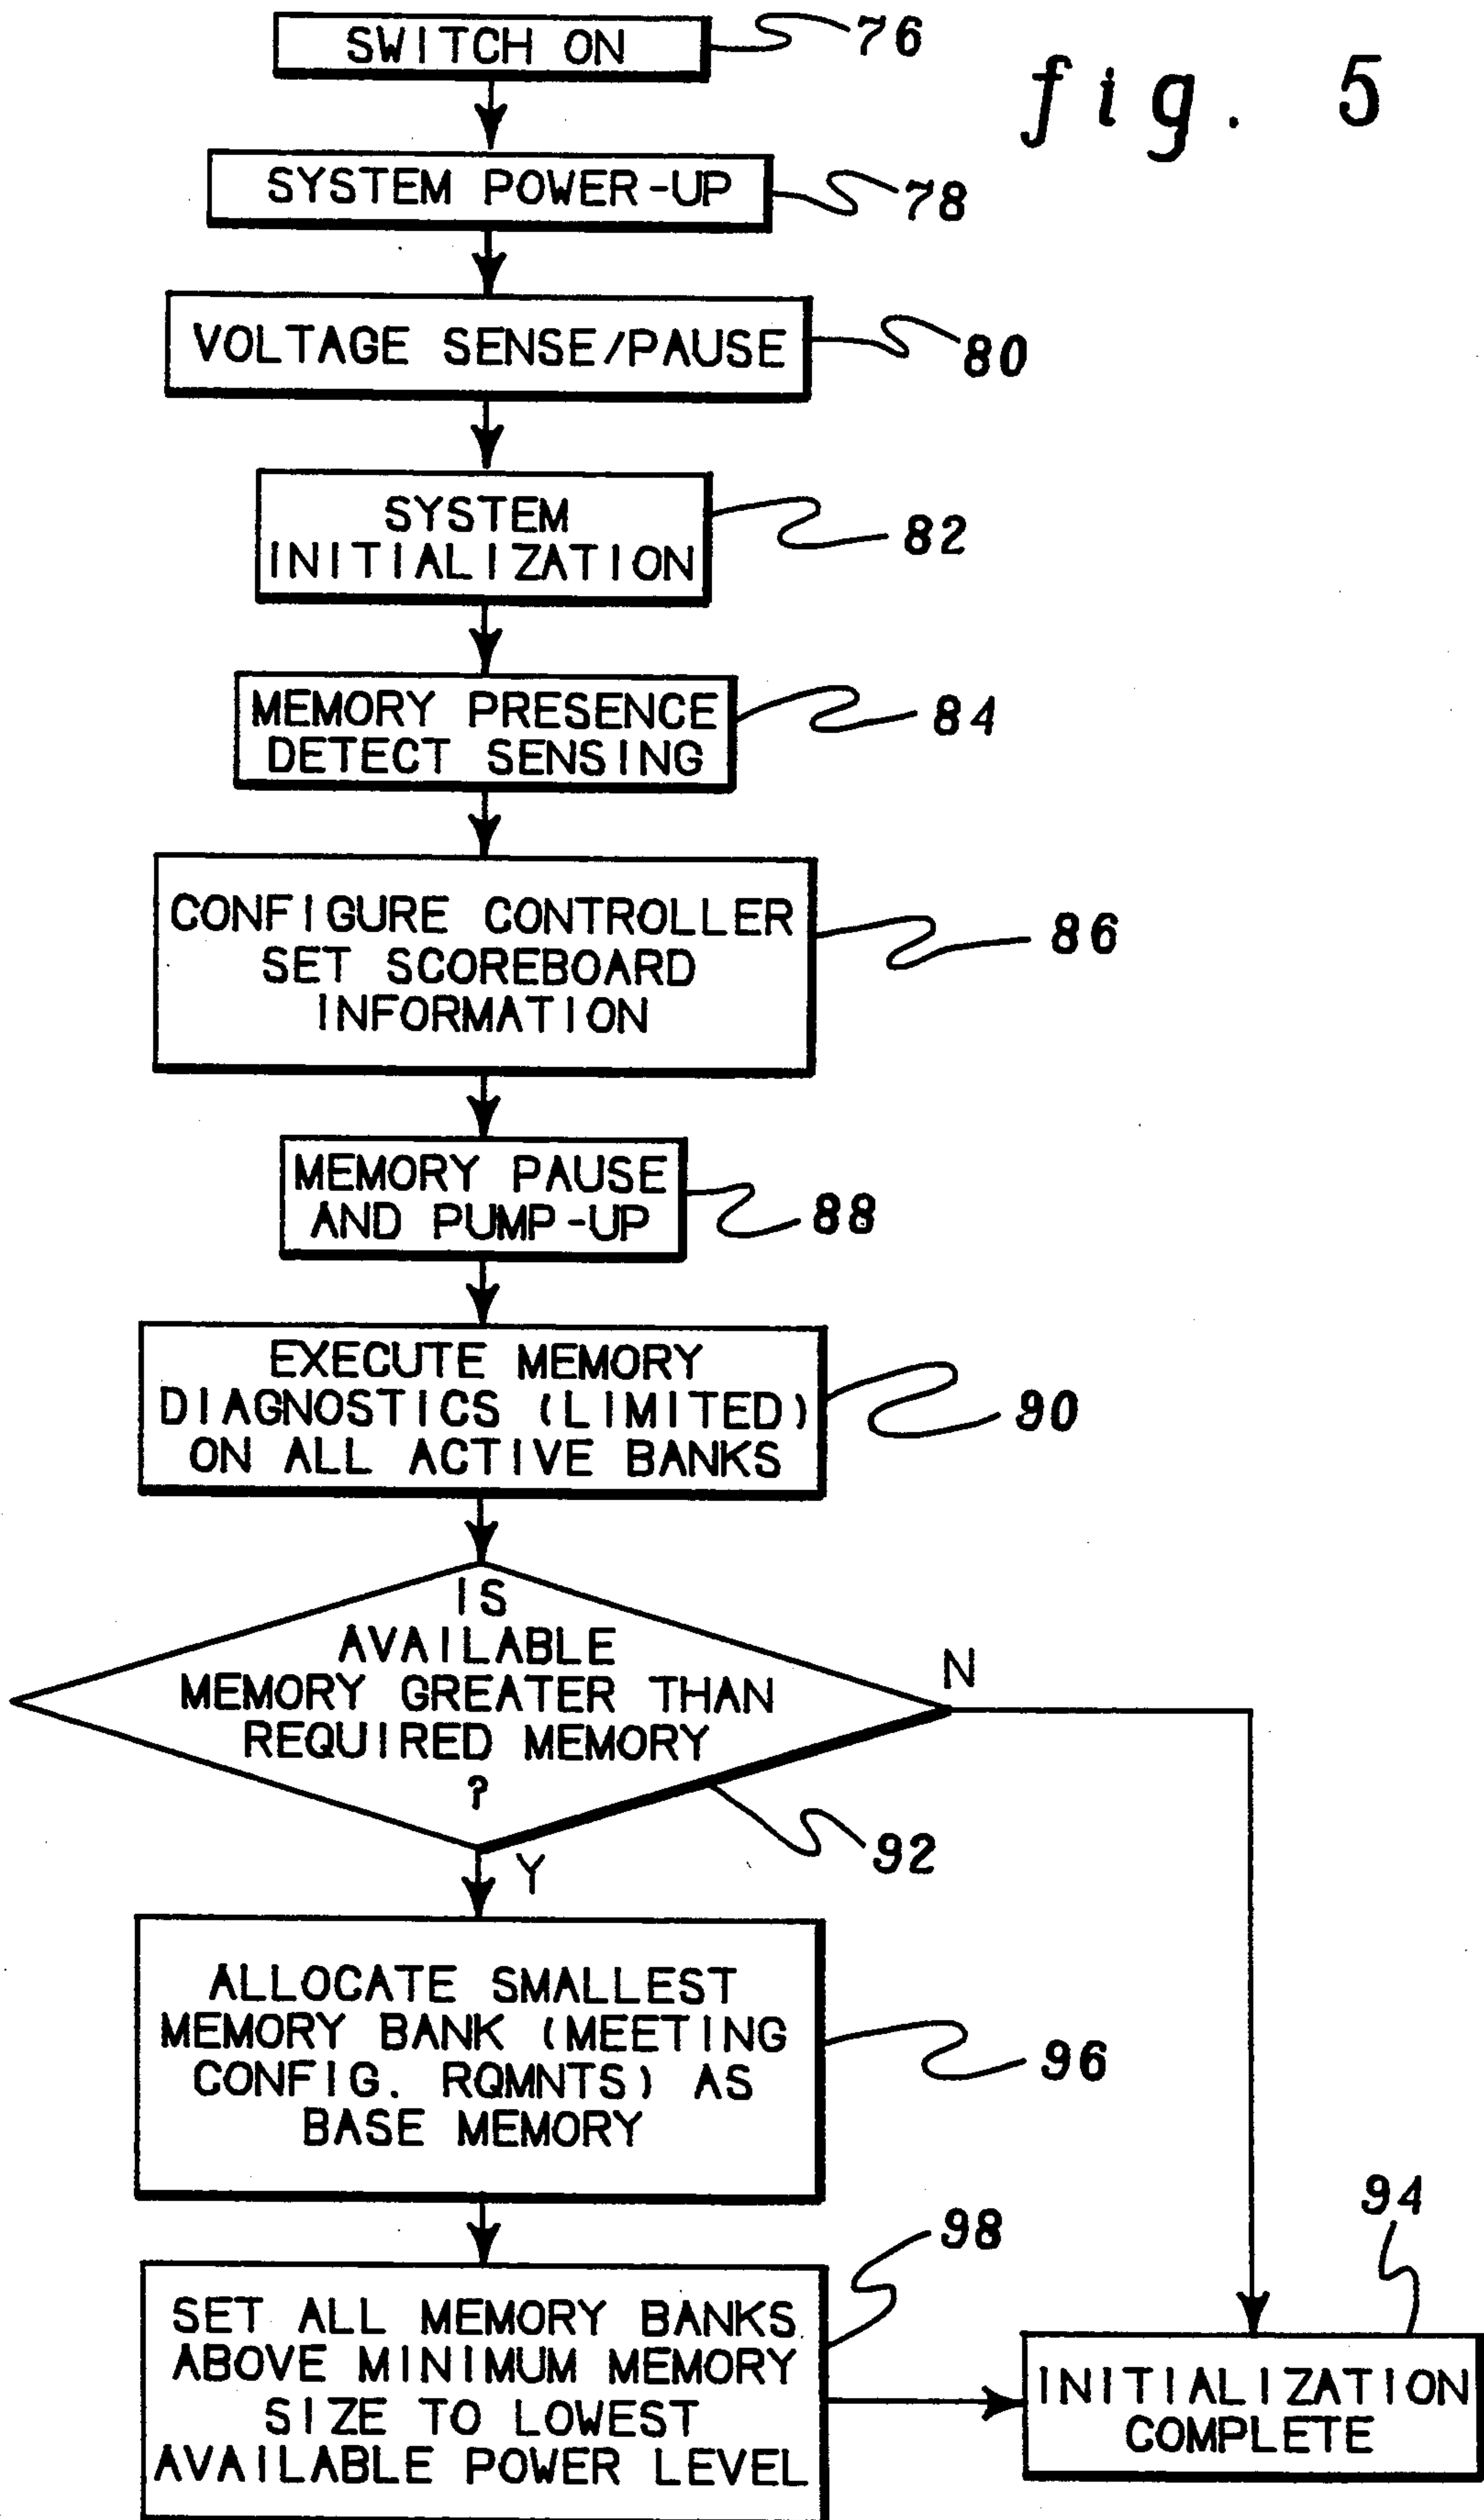 SWITCH ON
76
fig. 5
SYSTEM POWER-UP
78
VOLTAGE SENSE/PAUSE
80
SYSTEM
INITIALIZATION
82
MEMORY PRESENCE
DETECT SENSING
84
CONFIGURE CONTROLLER
SET SCOREBOARD
INFORMATION
86
MEMORY PAUSE
AND PUMP-UP
88
EXECUTE MEMORY
DIAGNOSTICS (LIMITED)
ON ALL ACTIVE BANKS
90
IS
AVAILABLE
MEMORY GREATER THAN
REQUIRED MEMORY
?
N
92
Y
ALLOCATE SMALLEST
MEMORY BANK (MEETING
CONFIG. RQMNTS) AS
BASE MEMORY
96
98
SET ALL MEMORY BANKS
ABOVE MINIMUM MEMORY
SIZE TO LOWEST
AVAILABLE POWER LEVEL
94
INITIALIZATION
COMPLETE